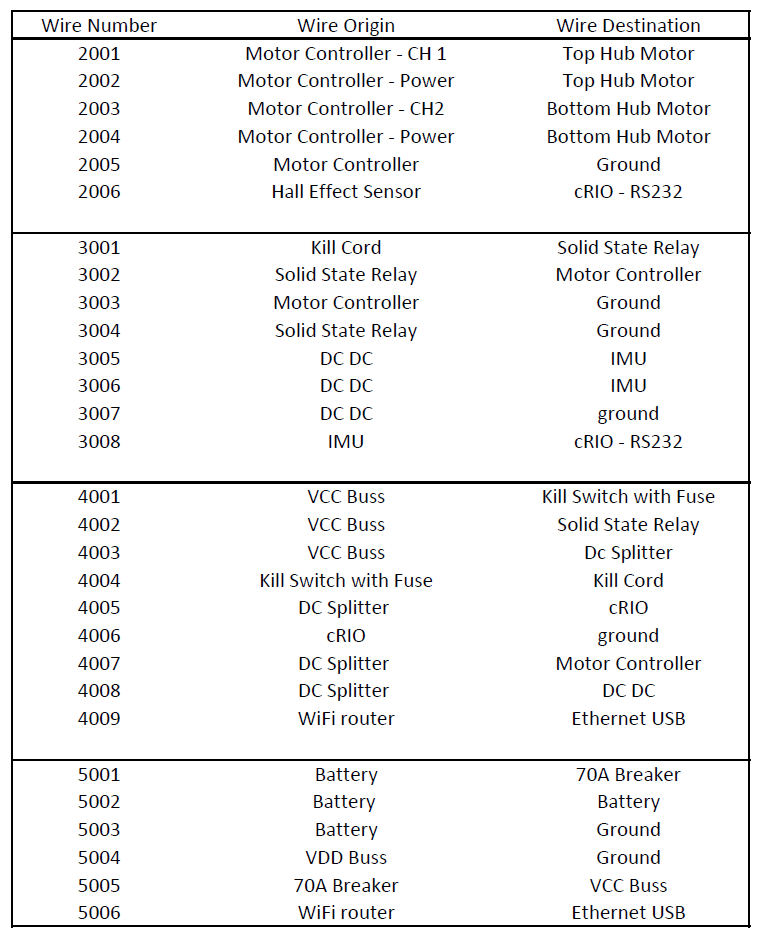 Wire Number Wire Origin Wire Destination
2001 Motor Controller - CH 1 Top Hub Motor
2002 Motor Controller - Power Top Hub Motor
2003 Motor Controller - CH2 Bottom Hub Motor
2004 Motor Controller - Power Bottom Hub Motor
2005 Motor Controller Ground
2006 Hall Effect Sensor cRIO - RS232
3001 Kill Cord Solid State Relay
3002 Solid State Relay Motor Controller
3003 Motor Controller Ground
3004 Solid State Relay Ground
3005 DC DC IMU
3006 DC DC IMU
3007 DC DC ground
3008 IMU cRIO - RS232
4001 VCC Buss Kill Switch with Fuse
4002 VCC Buss Solid State Relay
4003 VCC Buss Dc Splitter
4004 Kill Switch with Fuse Kill Cord
4005 DC Splitter cRIO
4006 cRIO ground
4007 DC Splitter Motor Controller
4008 DC Splitter DC DC
4009 WiFi router Ethernet USB
5001 Battery 70A Breaker
5002 Battery Battery
5003 Battery Ground
5004 VDD Buss Ground
5005 70A Breaker VCC Buss
5006 WiFi router Ethernet USB